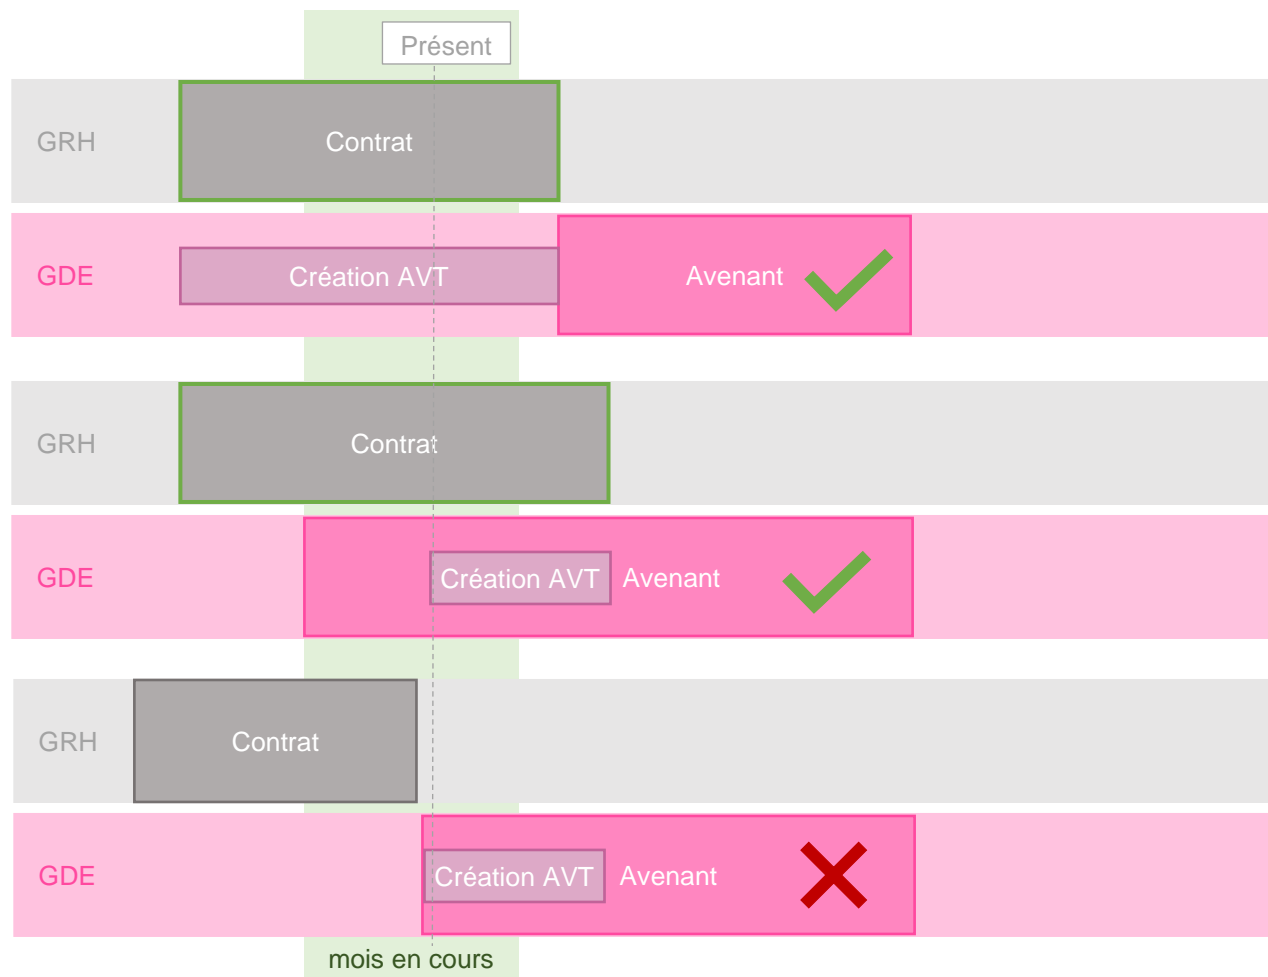 Présent
GRH
Contrat
GDE
Création AVT
Avenant
GRH
Contrat
GDE
Création AVT
Avenant
GRH
Contrat
GDE
Création AVT
Avenant
mois en cours